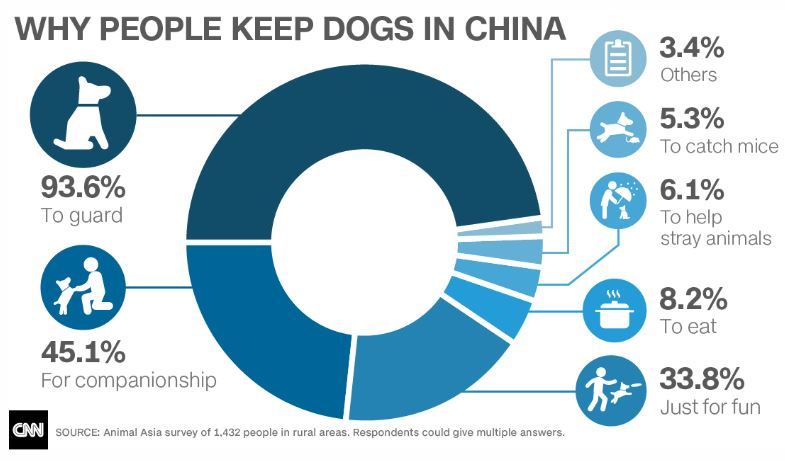 WHY PEOPLE KEEP DOGS IN CHINA
93.6%
To guard
45.1%
For companionship
3.4%
Others
5.3%
To catch mice
6.1%
To help
stray animals
8.2%
To eat
33.8%
Just for fun
CNN
SOURCE: Animal Asia survey of 1,432 people in rural areas. Respondents could give multiple answers.